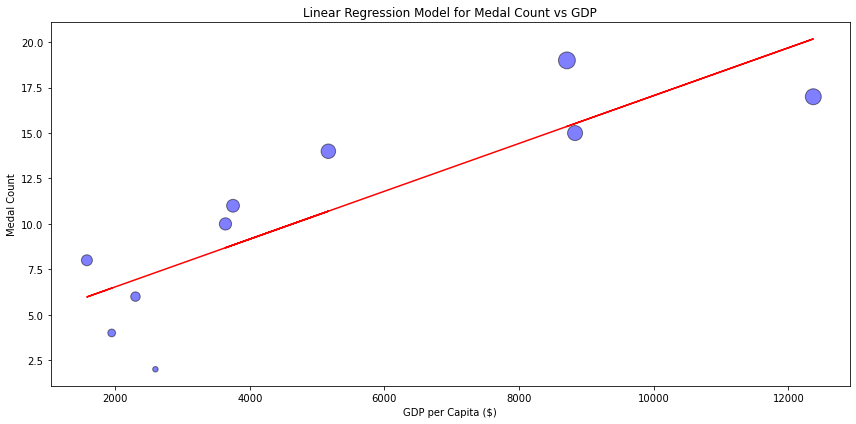 Linear Regression Model for Medal Count vs GDP
20.0
17.5
15.0
12.5
10.0
7.5
5.0
2.5
Medal Count
2000 4000 6000 8000 10000 12000
GDP per Capita ($)